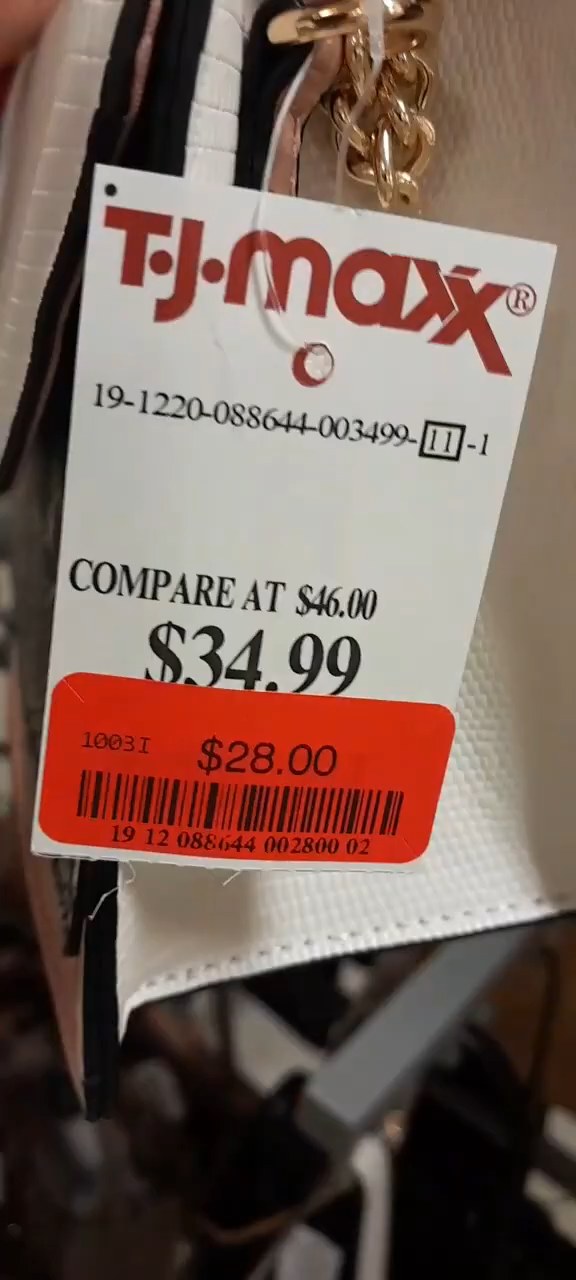 T.J.maxx®
19-1220-088644-003499-11-1
COMPARE AT $46.00
$34.99
1003I $28.00
19 12 088644 002800 02